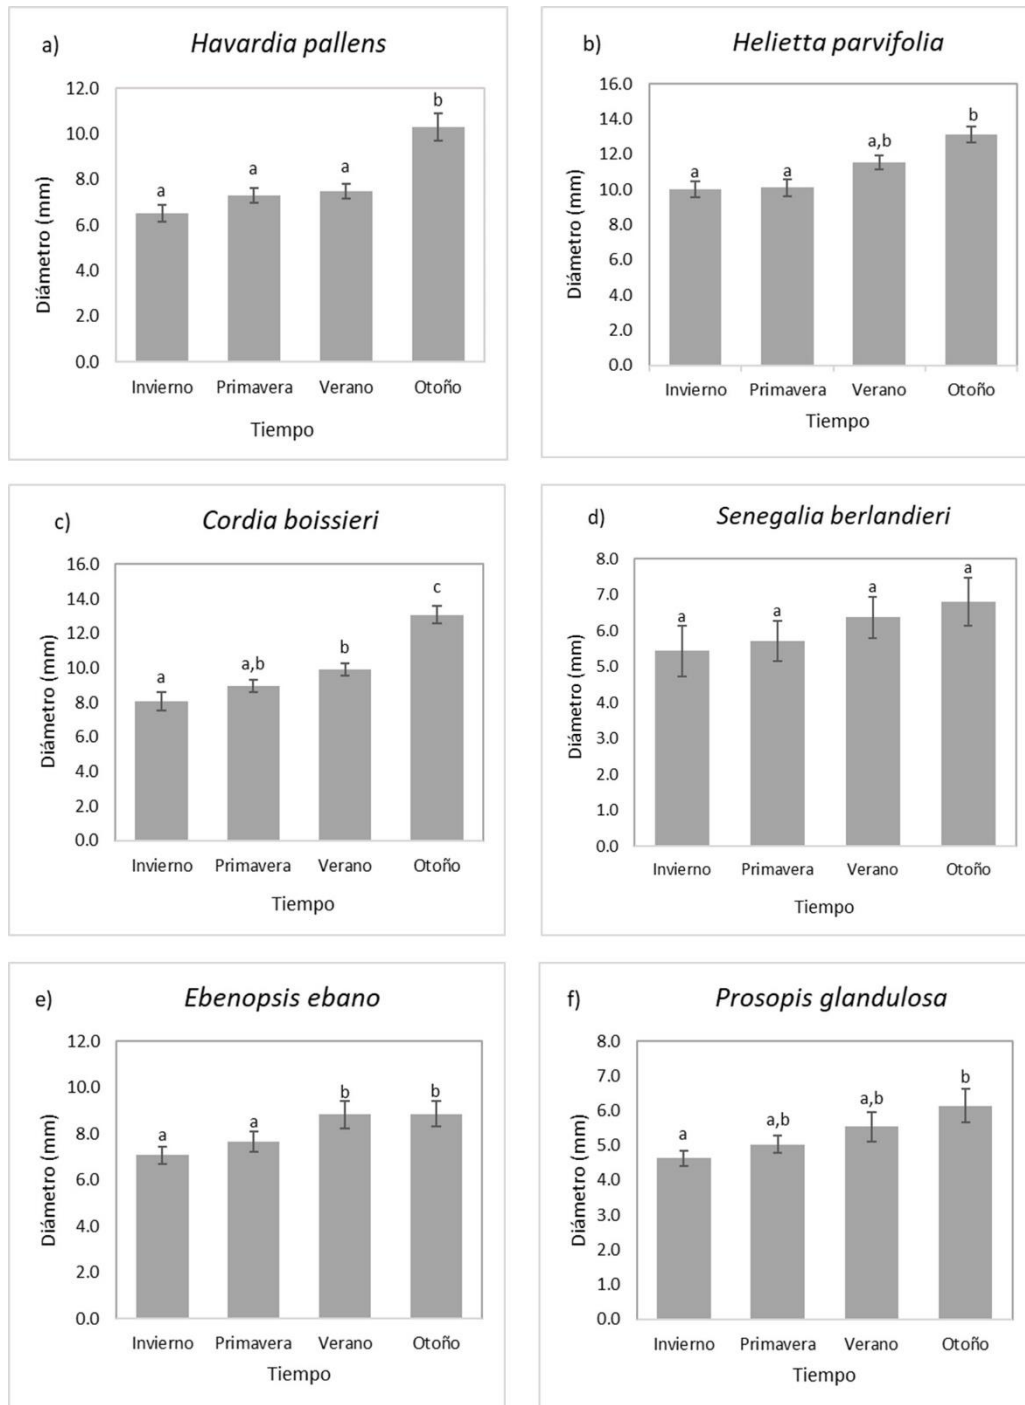 a) Havardia pallens
12.0
10.0
8.0
6.0
4.0
2.0
0.0
Diámetro (mm)
a
a
a
b
Invierno Primavera Verano Otoño
Tiempo
b) Helietta parvifolia
16.0
14.0
12.0
10.0
8.0
6.0
4.0
2.0
0.0
Diámetro (mm)
a
a
a,b
b
Invierno Primavera Verano Otoño
Tiempo
c) Cordia boissieri
16.0
14.0
12.0
10.0
8.0
6.0
4.0
2.0
0.0
Diámetro (mm)
a
a,b
b
c
Invierno Primavera Verano Otoño
Tiempo
d) Senegalia berlandieri
8.0
7.0
6.0
5.0
4.0
3.0
2.0
1.0
0.0
Diámetro (mm)
a
a
a
a
Invierno Primavera Verano Otoño
Tiempo
e) Ebenopsis ebano
12.0
10.0
8.0
6.0
4.0
2.0
0.0
Diámetro (mm)
a
a
b
b
Invierno Primavera Verano Otoño
Tiempo
f) Prosopis glandulosa
8.0
7.0
6.0
5.0
4.0
3.0
2.0
1.0
0.0
Diámetro (mm)
a
a,b
a,b
b
Invierno Primavera Verano Otoño
Tiempo